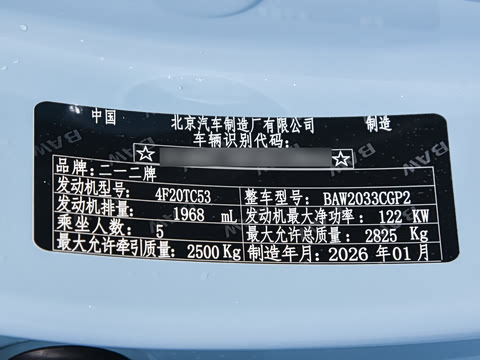 中国 北京汽车制造厂有限公司 制造
车辆识别代码:
☆ ☆
品牌:二一二牌
发动机型号: 4F20TC53 整车型号: BAW2033CGP2
发动机排量: 1968 mL 发动机最大净功率: 122 KW
乘坐人数: 5 最大允许总质量: 2825 Kg
最大允许牵引质量:2500Kg 制造年月:2026 年01月
BAW
BAW
BAW